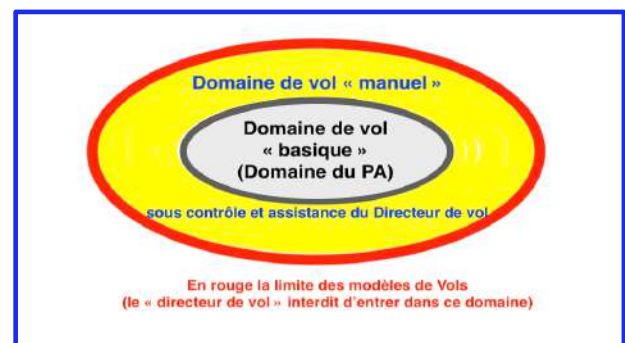 Domaine de vol « manuel »
Domaine de vol
« basique »
(Domaine du PA)
sous contrôle et assistance du Directeur de vol
En rouge la limite des modèles de Vols
(le « directeur de vol » interdit d'entrer dans ce domaine)